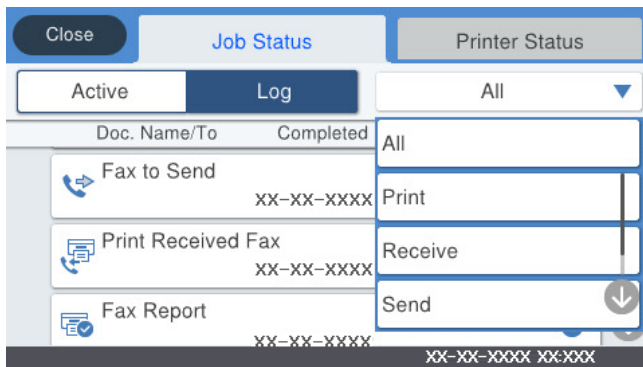 Close
Job Status
Printer Status
Active
Log
All
Doc. Name/To
Completed
All
Fax to Send
XX-XX-XXXX
Print
Print Received Fax
XX-XX-XXXX
Receive
Fax Report
XX-XX-XXXX
Send
XX-XX-XXXX XX:XXX